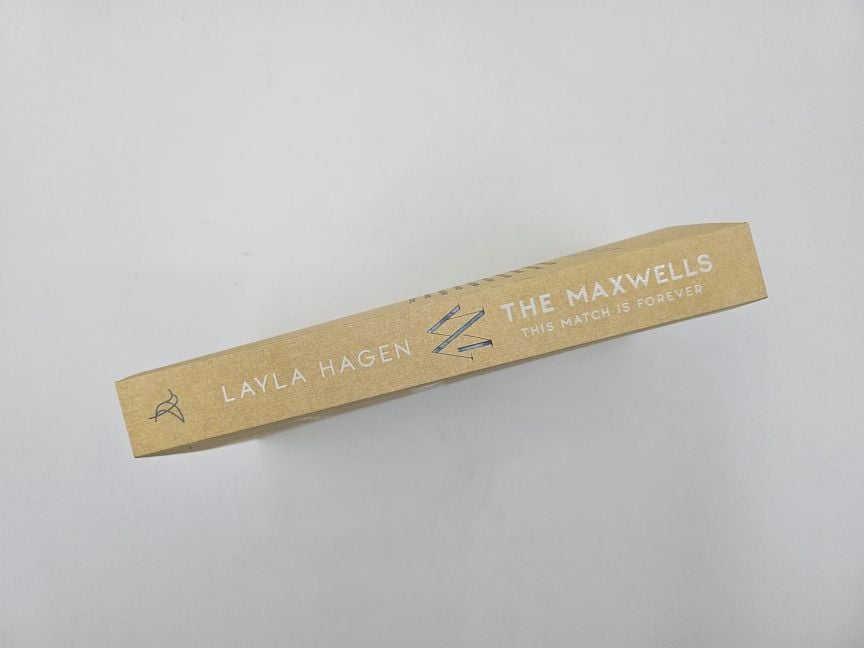 LAYLA HAGEN
THE MAXWELLS
THIS MATCH IS FOREVER